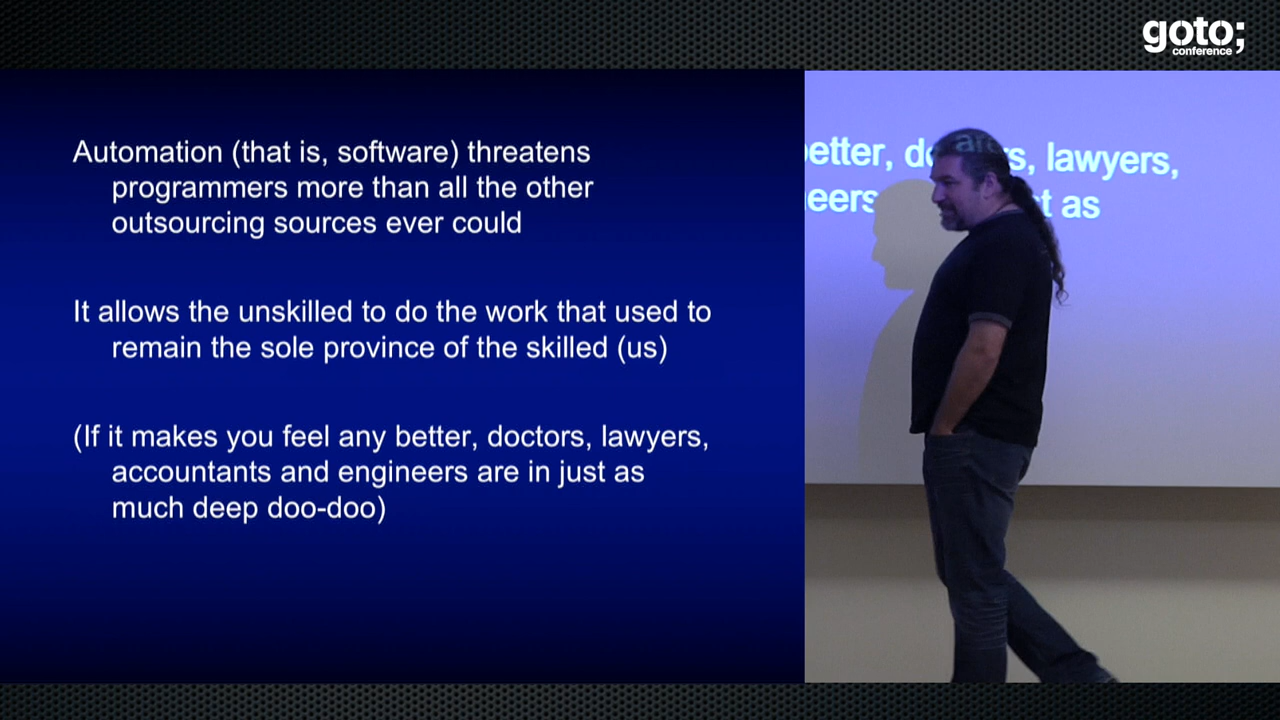 goto;
conference
Automation (that is, software) threatens
programmers more than all the other
outsourcing sources ever could
It allows the unskilled to do the work that used to
remain the sole province of the skilled (us)
(If it makes you feel any better, doctors, lawyers,
accountants and engineers are in just as
much deep doo-doo)
etter, do rs, lawyers,
eers t as
are